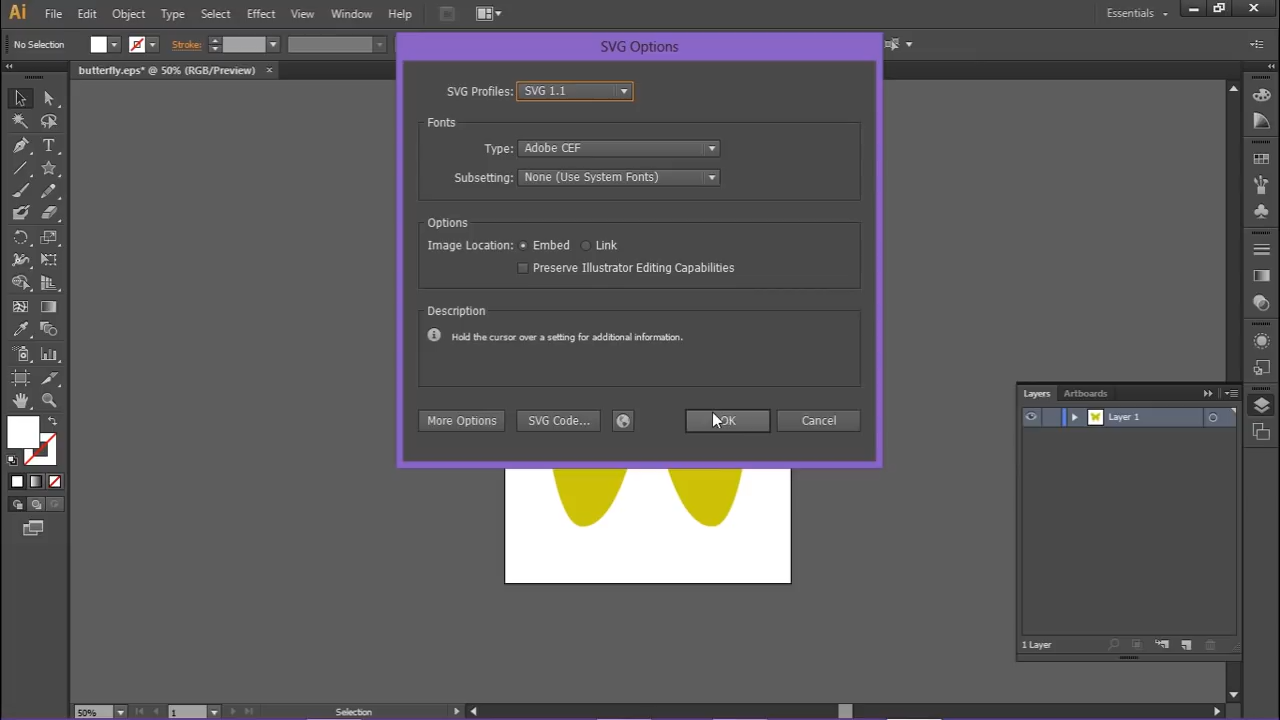 Ai File Edit Object Type Select Effect View Window Help Essentials
No Selection Stroke:
butterfly.eps* @ 50% (RGB/Preview)
SVG Options
SVG Profiles: SVG 1.1
Fonts
Type: Adobe CEF
Subsetting: None (Use System Fonts)
Options
Image Location: Embed Link
Preserve Illustrator Editing Capabilities
Description
Hold the cursor over a setting for additional information.
More Options SVG Code... OK Cancel
Layers Artboards
Layer 1
1 Layer
50% 1 Selection